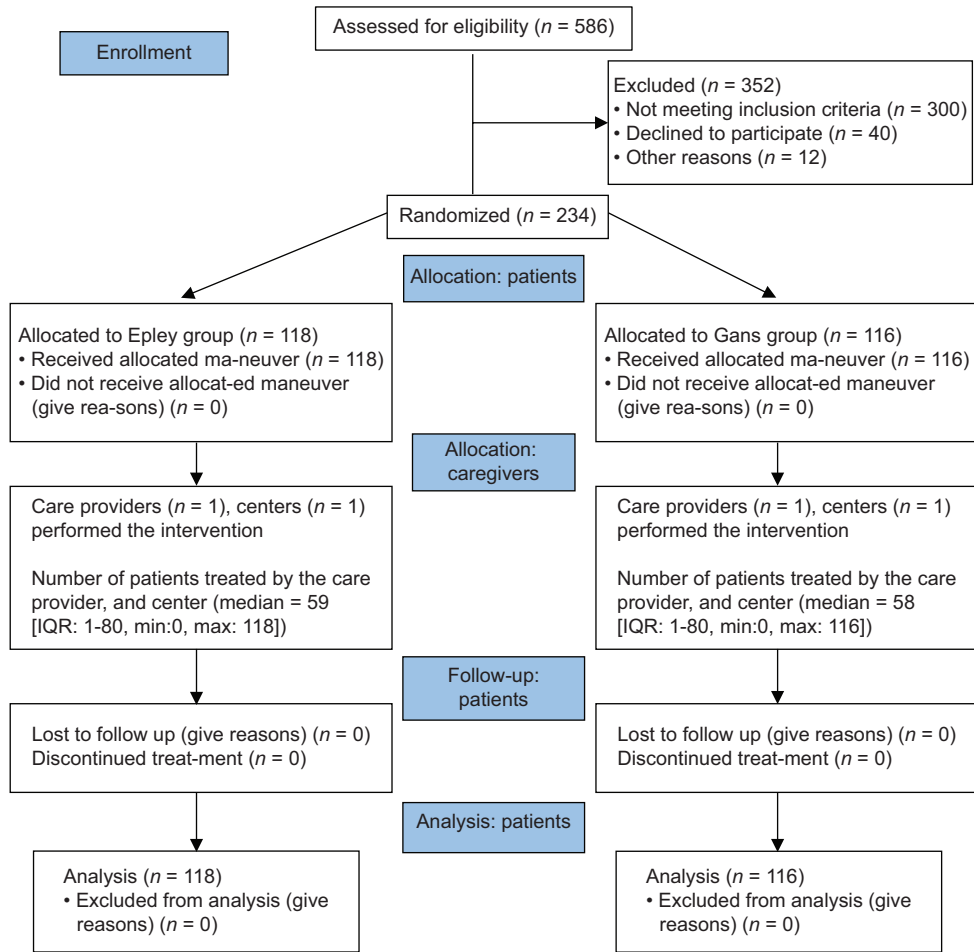 Assessed for eligibility (n = 586)
Enrollment
Excluded (n = 352)
• Not meeting inclusion criteria (n = 300)
• Declined to participate (n = 40)
• Other reasons (n = 12)
Randomized (n = 234)
Allocation: patients
Allocated to Epley group (n = 118)
• Received allocated ma-neuver (n = 118)
• Did not receive allocat-ed maneuver
(give rea-sons) (n = 0)
Allocated to Gans group (n = 116)
• Received allocated ma-neuver (n = 116)
• Did not receive allocat-ed maneuver
(give rea-sons) (n = 0)
Allocation:
caregivers
Care providers (n = 1), centers (n = 1)
performed the intervention
Number of patients treated by the care
provider, and center (median = 59
[IQR: 1-80, min:0, max: 118])
Care providers (n = 1), centers (n = 1)
performed the intervention
Number of patients treated by the care
provider, and center (median = 58
[IQR: 1-80, min:0, max: 116])
Follow-up:
patients
Lost to follow up (give reasons) (n = 0)
Discontinued treat-ment (n = 0)
Lost to follow up (give reasons) (n = 0)
Discontinued treat-ment (n = 0)
Analysis: patients
Analysis (n = 118)
• Excluded from analysis (give
reasons) (n = 0)
Analysis (n = 116)
• Excluded from analysis (give
reasons) (n = 0)